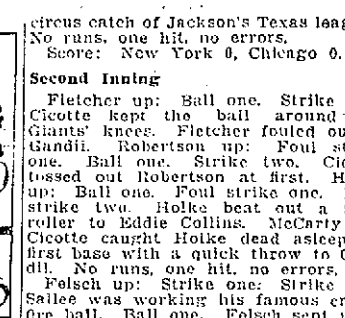 circus catch of Jackson's Texas leag
No runs, one hit, no errors.
Score: New York 0, Chicago 0.
Second Inning
Fletcher up: Ball one. Strike
Cicotte kept the ball around
Giants' knees. Fletcher fouled ou
Gandil. Robertson up: Foul st
one. Ball one. Strike two. Cic
tossed out Robertson at first. H
up: Ball one. Foul strike one.
strike two. Holke beat out a
roller to Eddie Collins. McCarty
Cicotte caught Holke dead asleep
first base with a quick throw to G
dil. No runs, one hit, no errors.
Felsch up: Strike one: Strike
Sallee was working his famous cr
fire ball. Ball one. Felsch sent